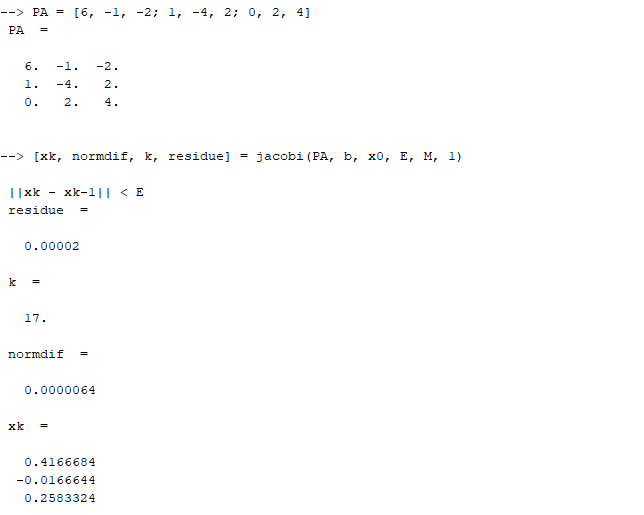 --> PA = [6, -1, -2; 1, -4, 2; 0, 2, 4]
PA  =
6.  -1.  -2.
1.  -4.   2.
0.   2.   4.
--> [xk, normdif, k, residue] = jacobi(PA, b, x0, E, M, 1)
||xk - xk-1|| < E
residue  =
0.00002
k  =
17.
normdif  =
0.0000064
xk  =
0.4166684
-0.0166644
0.2583324